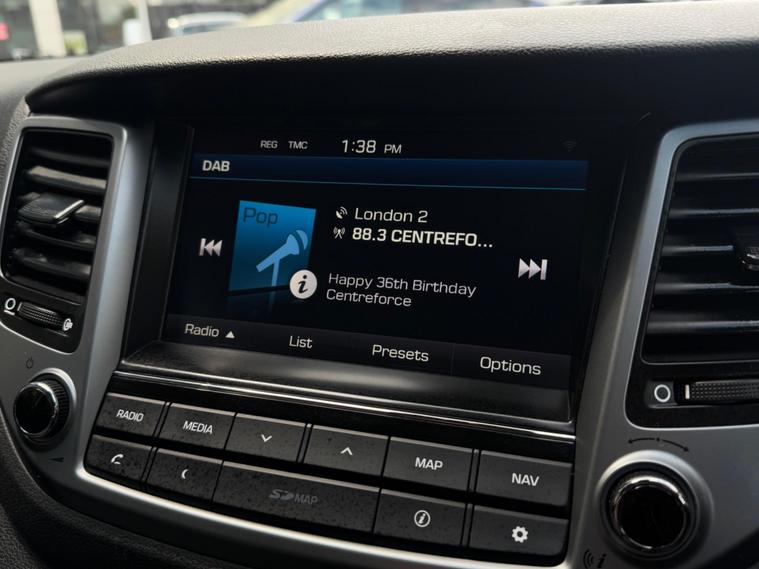 REG TMC 1:38 PM
DAB
Pop
London 2
88.3 CENTREFO...
i
Happy 36th Birthday
Centreforce
Radio ▲
List
Presets
Options
RADIO
MEDIA
MAP
NAV
SD MAP
i